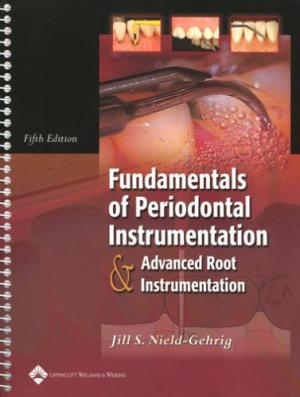 Fifth Edition
Fundamentals
of Periodontal
Instrumentation
& Advanced Root
Instrumentation
Jill S. Nield-Gehrig
LIPPINCOTT WILLIAMS & WILKINS